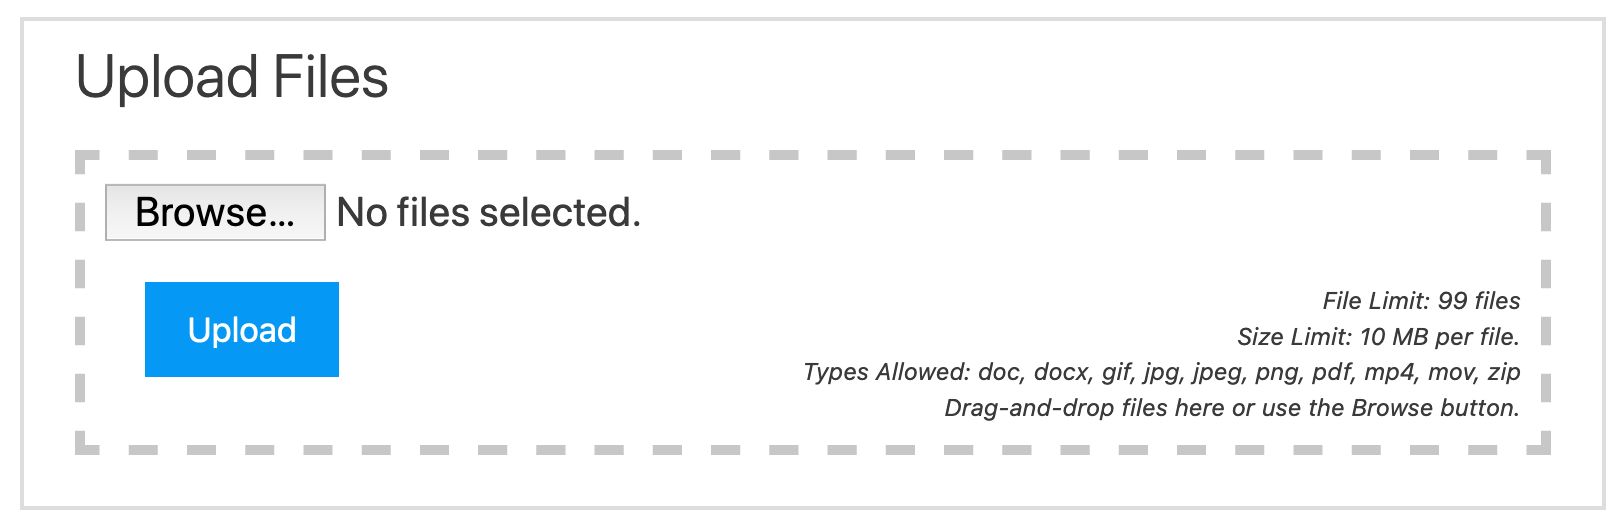 Upload Files
Browse... No files selected.
Upload
File Limit: 99 files
Size Limit: 10 MB per file.
Types Allowed: doc, docx, gif, jpg, jpeg, png, pdf, mp4, mov, zip
Drag-and-drop files here or use the Browse button.